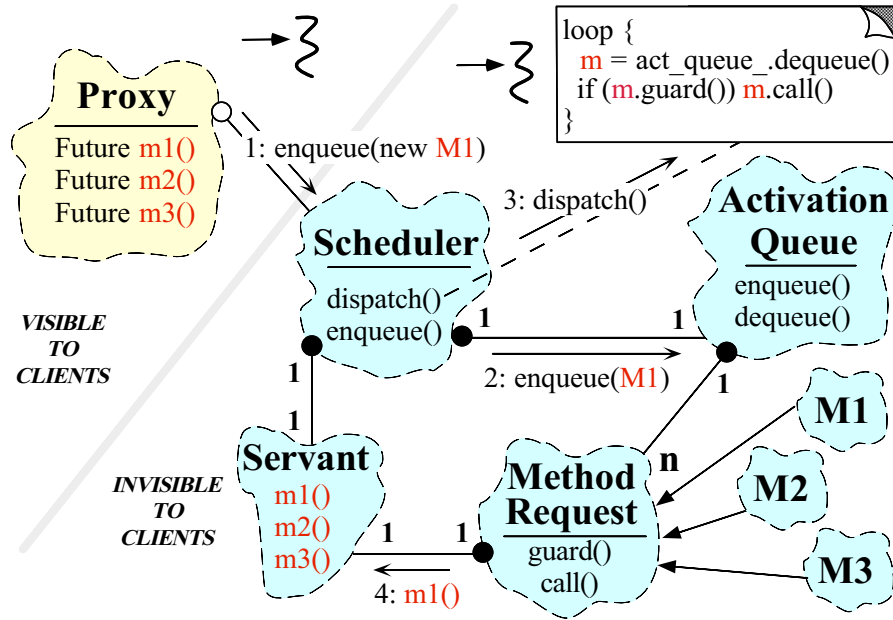 loop {
m = act_queue_.dequeue()
if (m.guard()) m.call()
}
Proxy
Future m1()
Future m2()
Future m3()
1: enqueue(new M1)
3: dispatch()
Scheduler
dispatch()
enqueue()
Activation
Queue
enqueue()
dequeue()
VISIBLE
TO
CLIENTS
1
1
2: enqueue(M1)
1
1
1
n
M1
M2
M3
Servant
m1()
m2()
m3()
INVISIBLE
TO
CLIENTS
1
1
4: m1()
Method
Request
guard()
call()